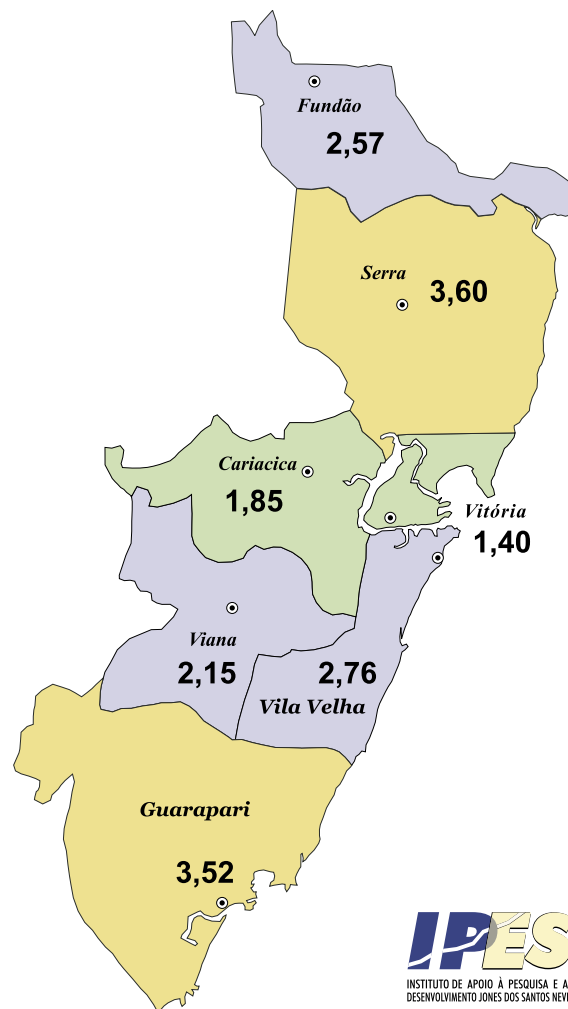 Fundão
2,57
Serra
3,60
Cariacica
1,85
Vitória
1,40
Viana
2,15
2,76
Vila Velha
Guarapari
3,52
IPES
INSTITUTO DE APOIO À PESQUISA E A
DESENVOLVIMENTO JONES DOS SANTOS NEV